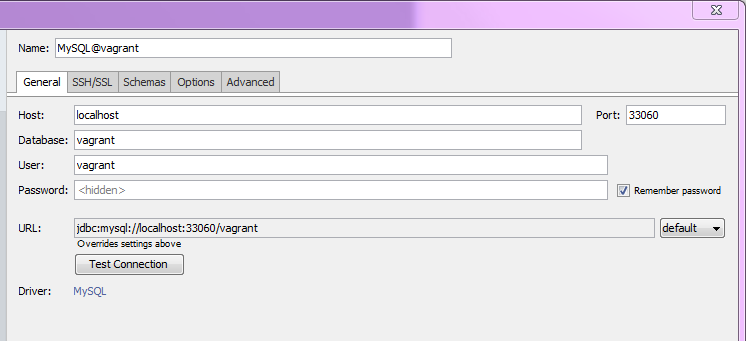 Name: MySQL@vagrant
General SSH/SSL Schemas Options Advanced
Host: localhost Port: 33060
Database: vagrant
User: vagrant
Password: <hidden> Remember password
URL: jdbc:mysql://localhost:33060/vagrant default
Overrides settings above
Test Connection
Driver: MySQL